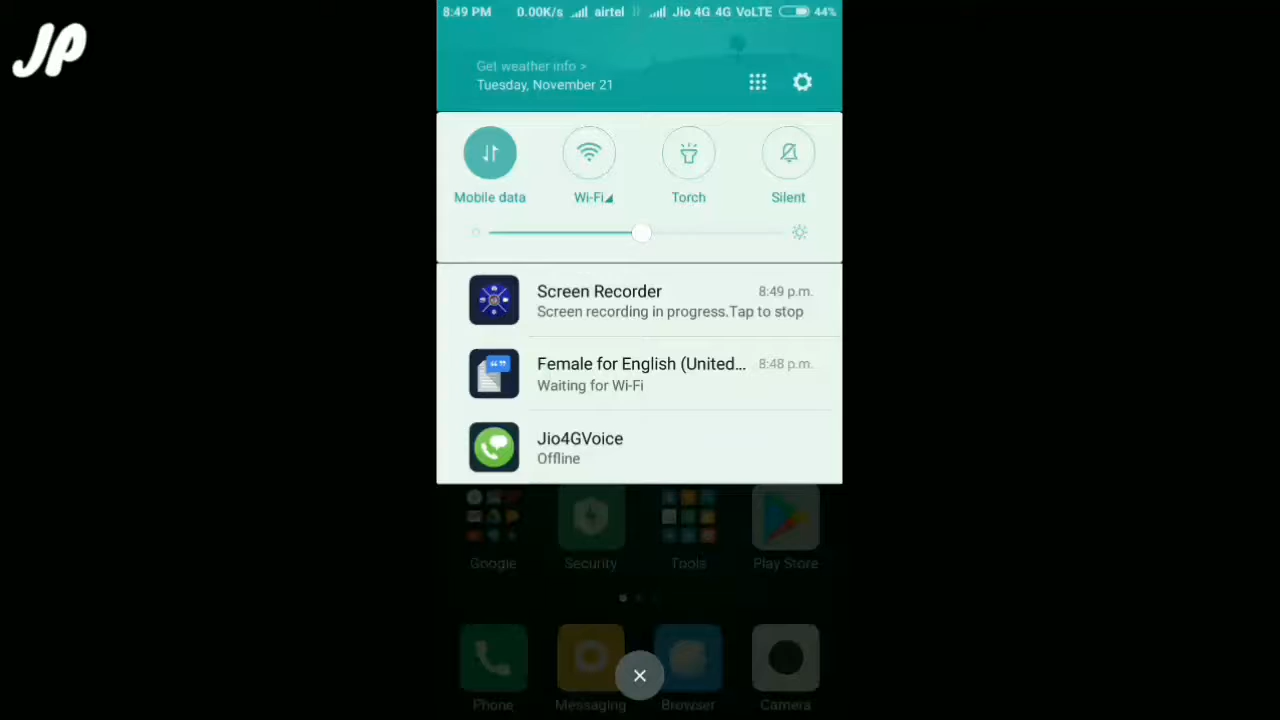 JP
8:49 PM 0.00K/s airtel Jio 4G 4G VoLTE 44%
Get weather info >
Tuesday, November 21
Mobile data Wi-Fi Torch Silent
Screen Recorder 8:49 p.m.
Screen recording in progress.Tap to stop
Female for English (United... 8:48 p.m.
Waiting for Wi-Fi
Jio4GVoice
Offline
Google Security Tools Play Store
Phone Messaging Browser Camera